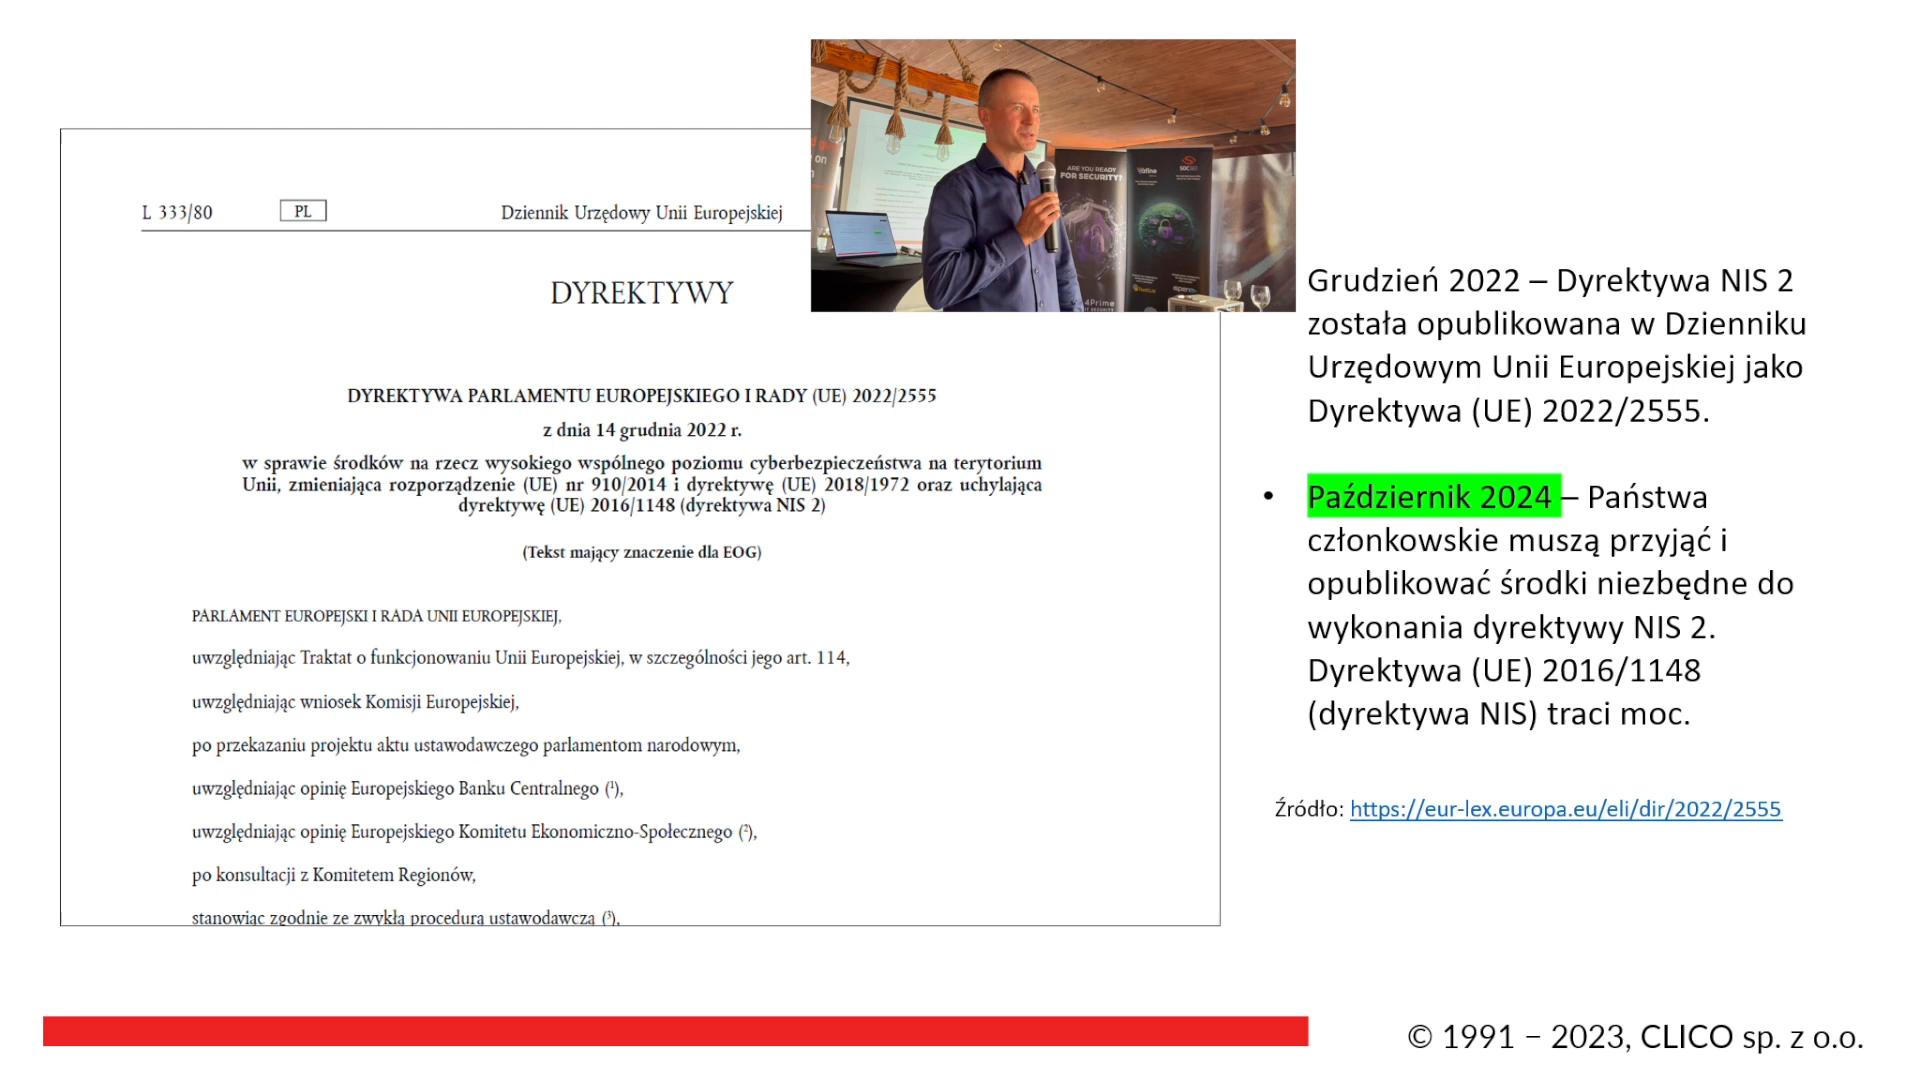 L 333/80
PL
Dziennik Urzędowy Unii Europejskiej
DYREKTYWY
DYREKTYWA PARLAMENTU EUROPEJSKIEGO I RADY (UE) 2022/2555
z dnia 14 grudnia 2022 r.
w sprawie środków na rzecz wysokiego wspólnego poziomu cyberbezpieczeństwa na terytorium
Unii, zmieniająca rozporządzenie (UE) nr 910/2014 i dyrektywę (UE) 2018/1972 oraz uchylająca
dyrektywę (UE) 2016/1148 (dyrektywa NIS 2)
(Tekst mający znaczenie dla EOG)
PARLAMENT EUROPEJSKI I RADA UNII EUROPEJSKIEJ,
uwzględniając Traktat o funkcjonowaniu Unii Europejskiej, w szczególności jego art. 114,
uwzględniając wniosek Komisji Europejskiej,
po przekazaniu projektu aktu ustawodawczego parlamentom narodowym,
uwzględniając opinię Europejskiego Banku Centralnego (¹),
uwzględniając opinię Europejskiego Komitetu Ekonomiczno-Społecznego (²),
po konsultacji z Komitetem Regionów,
stanowiąc zgodnie ze zwykłą procedurą ustawodawczą (³),
on
ARE YOU READY
FOR SECURITY?
4Prime
Grudzień 2022 – Dyrektywa NIS 2
została opublikowana w Dzienniku
Urzędowym Unii Europejskiej jako
Dyrektywa (UE) 2022/2555.
• Październik 2024 – Państwa
członkowskie muszą przyjąć i
opublikować środki niezbędne do
wykonania dyrektywy NIS 2.
Dyrektywa (UE) 2016/1148
(dyrektywa NIS) traci moc.
Źródło: https://eur-lex.europa.eu/eli/dir/2022/2555
© 1991 – 2023, CLICO sp. z o.o.